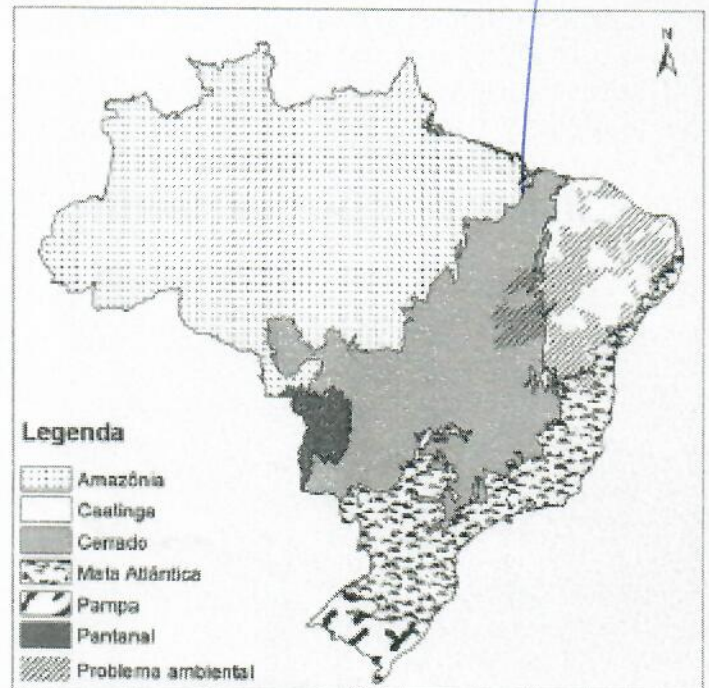 N
Legenda
Amazônia
Caatinga
Cerrado
Mata Atlântica
Pampa
Pantanal
Problema ambiental